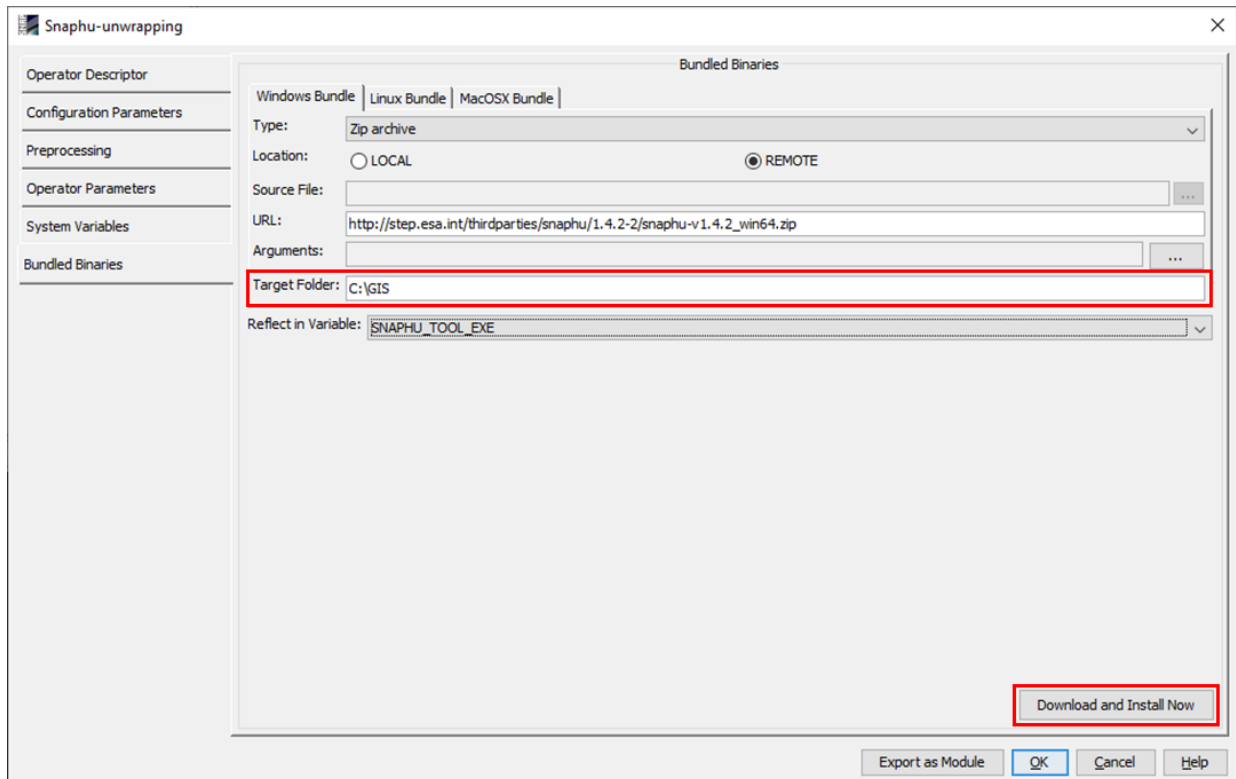 Snaphu-unwrapping
Operator Descriptor
Configuration Parameters
Preprocessing
Operator Parameters
System Variables
Bundled Binaries
Bundled Binaries
Windows Bundle Linux Bundle MacOSX Bundle
Type: Zip archive
Location: LOCAL REMOTE
Source File: ...
URL: http://step.esa.int/thirdparties/snaphu/1.4.2-2/snaphu-v1.4.2_win64.zip
Arguments: ...
Target Folder: C:\GIS
Reflect in Variable: SNAPHU_TOOL_EXE
Download and Install Now
Export as Module OK Cancel Help